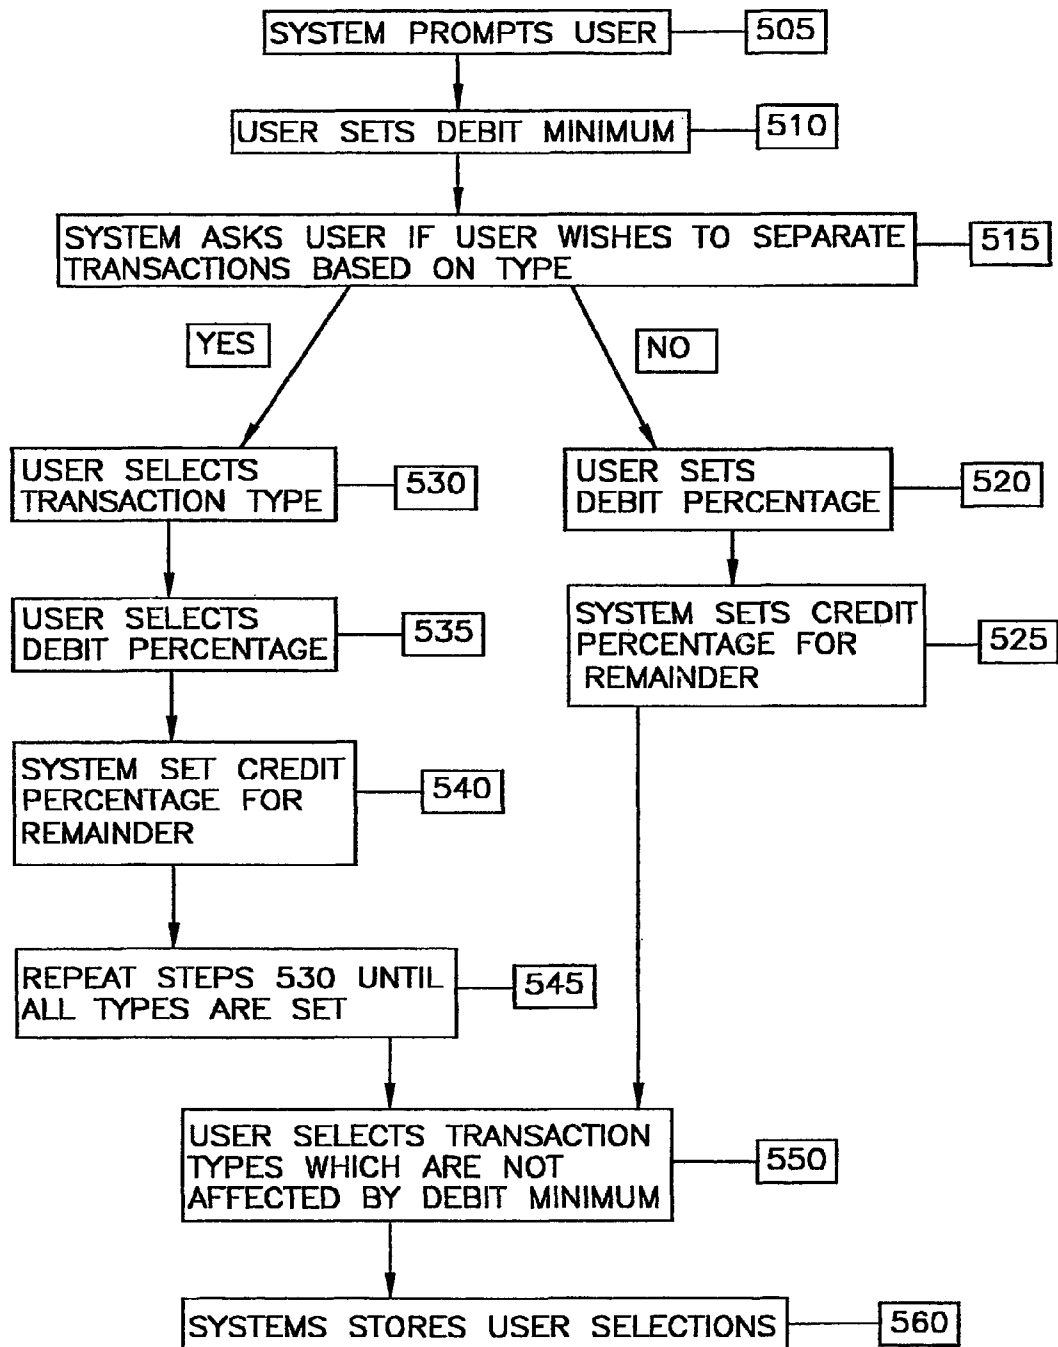 SYSTEM PROMPTS USER
505
USER SETS DEBIT MINIMUM
510
SYSTEM ASKS USER IF USER WISHES TO SEPARATE
TRANSACTIONS BASED ON TYPE
515
YES
NO
USER SELECTS
TRANSACTION TYPE
530
USER SETS
DEBIT PERCENTAGE
520
USER SELECTS
DEBIT PERCENTAGE
535
SYSTEM SETS CREDIT
PERCENTAGE FOR
REMAINDER
525
SYSTEM SET CREDIT
PERCENTAGE FOR
REMAINDER
540
REPEAT STEPS 530 UNTIL
ALL TYPES ARE SET
545
USER SELECTS TRANSACTION
TYPES WHICH ARE NOT
AFFECTED BY DEBIT MINIMUM
550
SYSTEMS STORES USER SELECTIONS
560